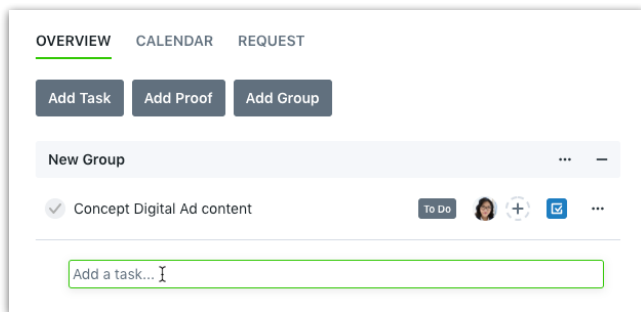 OVERVIEW CALENDAR REQUEST
Add Task Add Proof Add Group
New Group
Concept Digital Ad content To Do
Add a task...